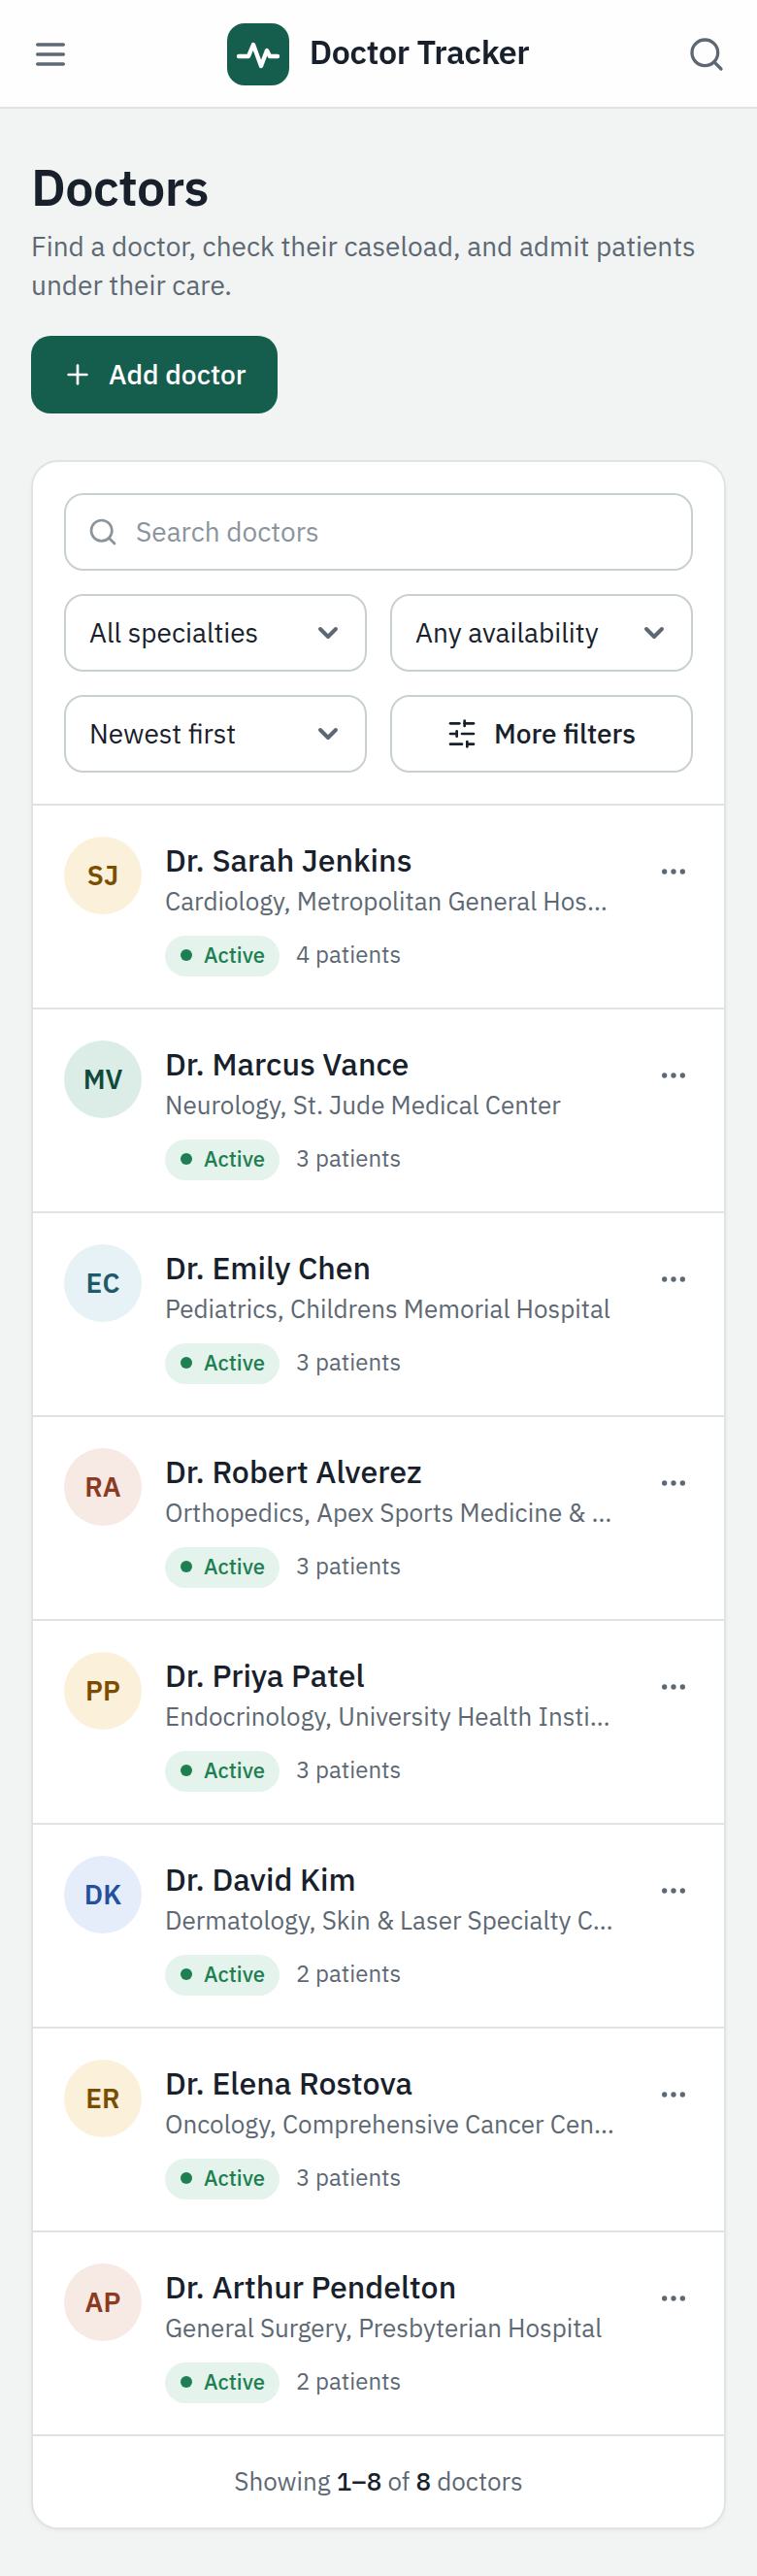 Doctor Tracker
Doctors
Find a doctor, check their caseload, and admit patients
under their care.
Add doctor
Search doctors
All specialties
Any availability
Newest first
More filters
SJ
Dr. Sarah Jenkins
Cardiology, Metropolitan General Hos...
Active
4 patients
MV
Dr. Marcus Vance
Neurology, St. Jude Medical Center
Active
3 patients
EC
Dr. Emily Chen
Pediatrics, Childrens Memorial Hospital
Active
3 patients
RA
Dr. Robert Alverez
Orthopedics, Apex Sports Medicine & ...
Active
3 patients
PP
Dr. Priya Patel
Endocrinology, University Health Insti...
Active
3 patients
DK
Dr. David Kim
Dermatology, Skin & Laser Specialty C...
Active
2 patients
ER
Dr. Elena Rostova
Oncology, Comprehensive Cancer Cen...
Active
3 patients
AP
Dr. Arthur Pendelton
General Surgery, Presbyterian Hospital
Active
2 patients
Showing 1–8 of 8 doctors